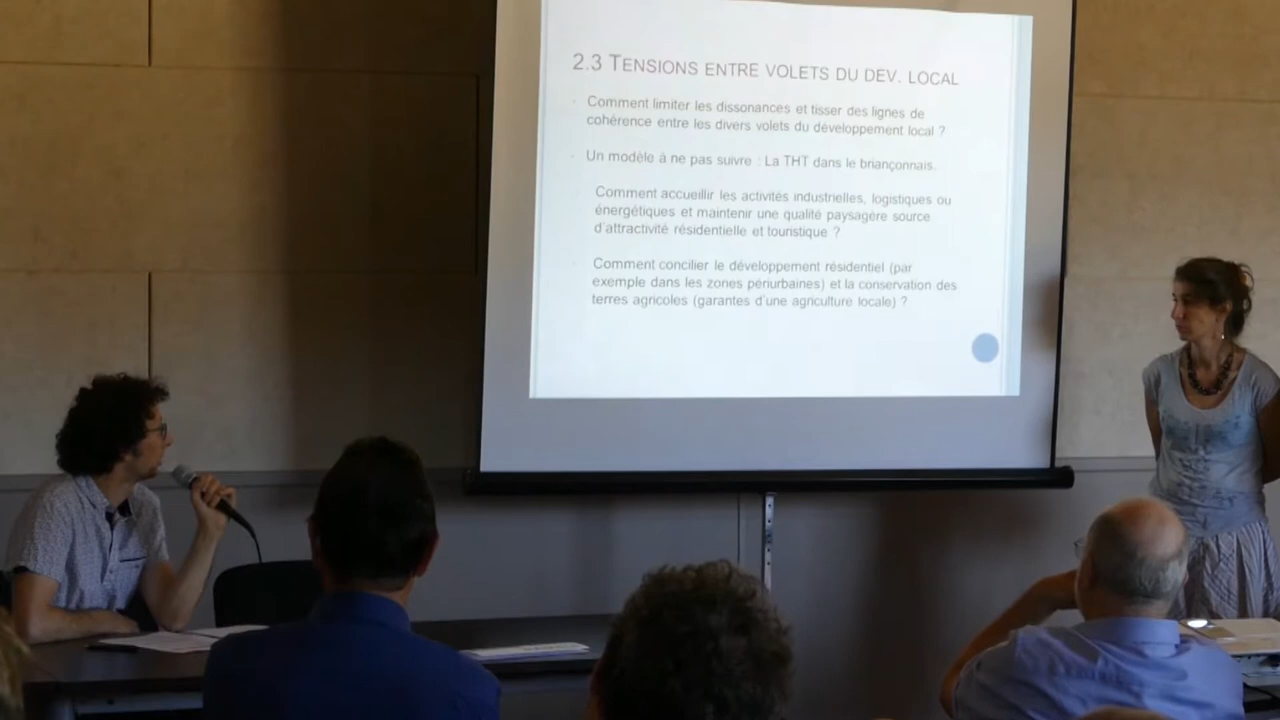 2.3 TENSIONS ENTRE VOLETS DU DEV. LOCAL
Comment limiter les dissonances et tisser des lignes de
cohérence entre les divers volets du développement local ?
Un modèle à ne pas suivre : La THT dans le briançonnais.
Comment accueillir les activités industrielles, logistiques ou
énergétiques et maintenir une qualité paysagère source
d'attractivité résidentielle et touristique ?
Comment concilier le développement résidentiel (par
exemple dans les zones périurbaines) et la conservation des
terres agricoles (garantes d'une agriculture locale) ?